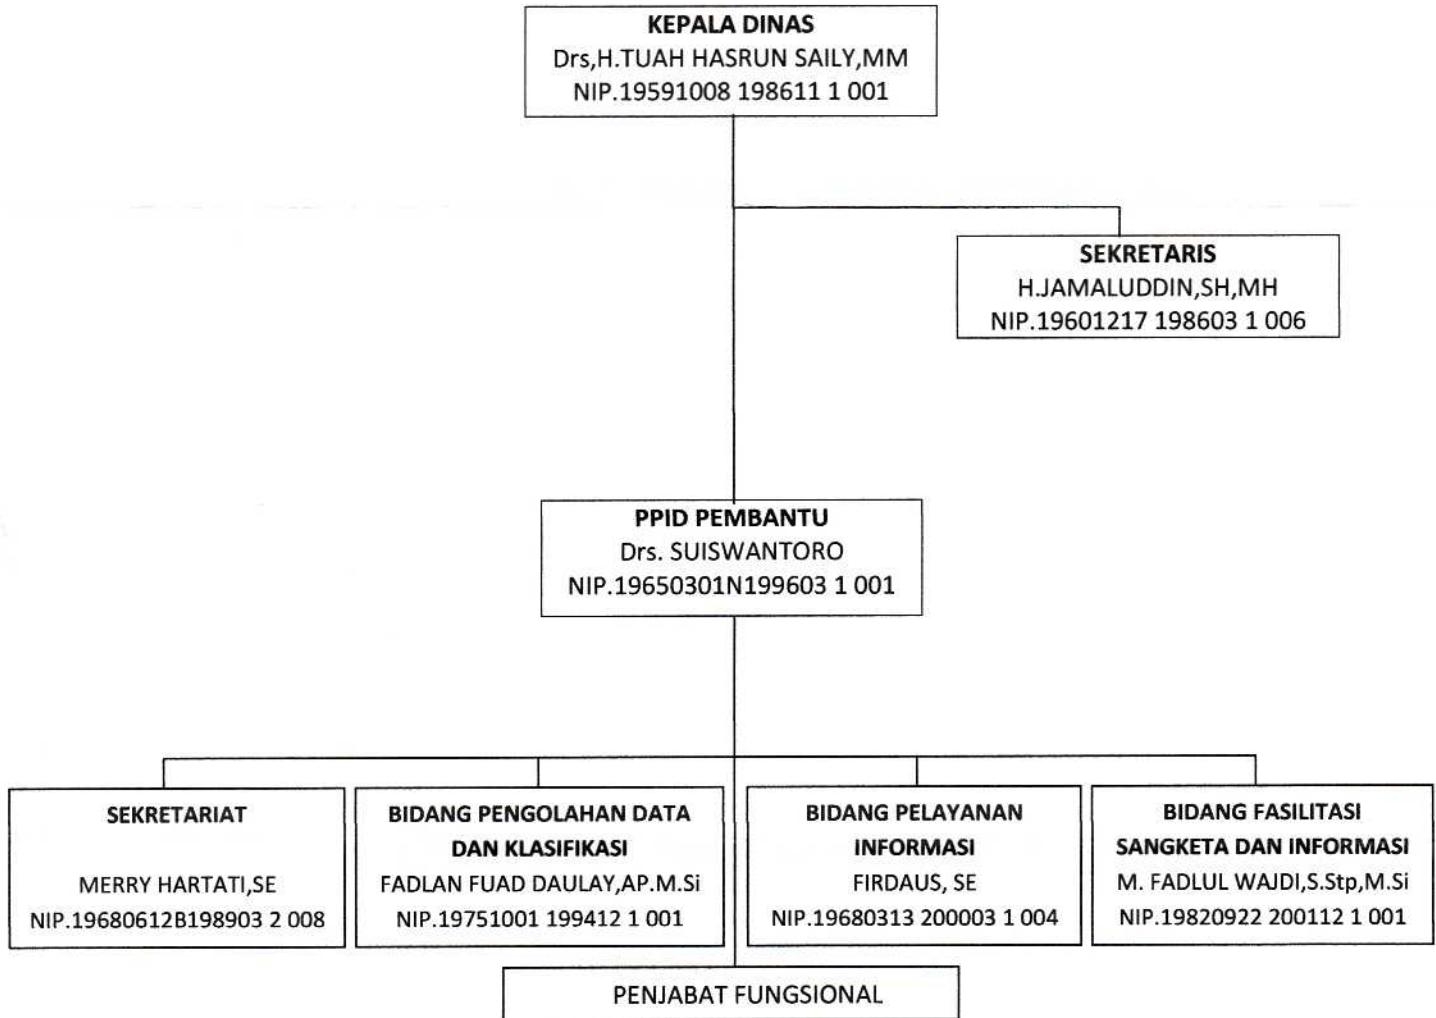 KEPALA DINAS
Drs,H.TUAH HASRUN SAILY,MM
NIP.19591008 198611 1 001
SEKRETARIS
H.JAMALUDDIN,SH,MH
NIP.19601217 198603 1 006
PPID PEMBANTU
Drs. SUISWANTORO
NIP.19650301N199603 1 001
SEKRETARIAT
MERRY HARTATI,SE
NIP.19680612B198903 2 008
BIDANG PENGOLAHAN DATA
DAN KLASIFIKASI
FADLAN FUAD DAULAY,AP.M.Si
NIP.19751001 199412 1 001
BIDANG PELAYANAN
INFORMASI
FIRDAUS, SE
NIP.19680313 200003 1 004
BIDANG FASILITASI
SANGKETA DAN INFORMASI
M. FADLUL WAJDI,S.Stp,M.Si
NIP.19820922 200112 1 001
PENJABAT FUNGSIONAL